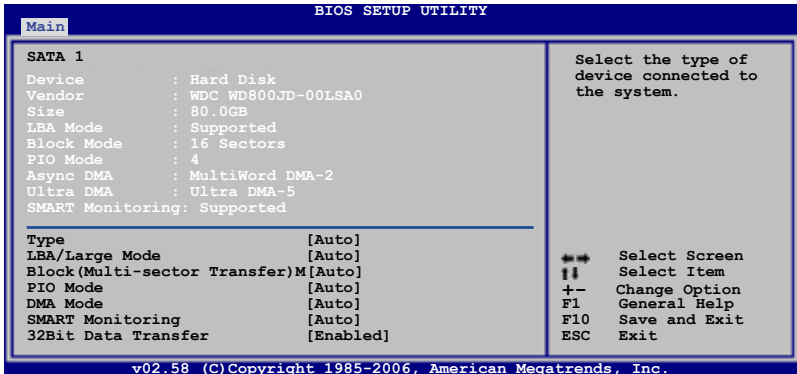 BIOS SETUP UTILITY
Main
SATA 1
Device : Hard Disk
Vendor : WDC WD800JD-00LSA0
Size : 80.0GB
LBA Mode : Supported
Block Mode : 16 Sectors
PIO Mode : 4
Async DMA : MultiWord DMA-2
Ultra DMA : Ultra DMA-5
SMART Monitoring: Supported
Type [Auto]
LBA/Large Mode [Auto]
Block(Multi-sector Transfer)M[Auto]
PIO Mode [Auto]
DMA Mode [Auto]
SMART Monitoring [Auto]
32Bit Data Transfer [Enabled]
Select the type of
device connected to
the system.
←→ Select Screen
↑↓ Select Item
+- Change Option
F1 General Help
F10 Save and Exit
ESC Exit
v02.58 (C)Copyright 1985-2006, American Megatrends, Inc.